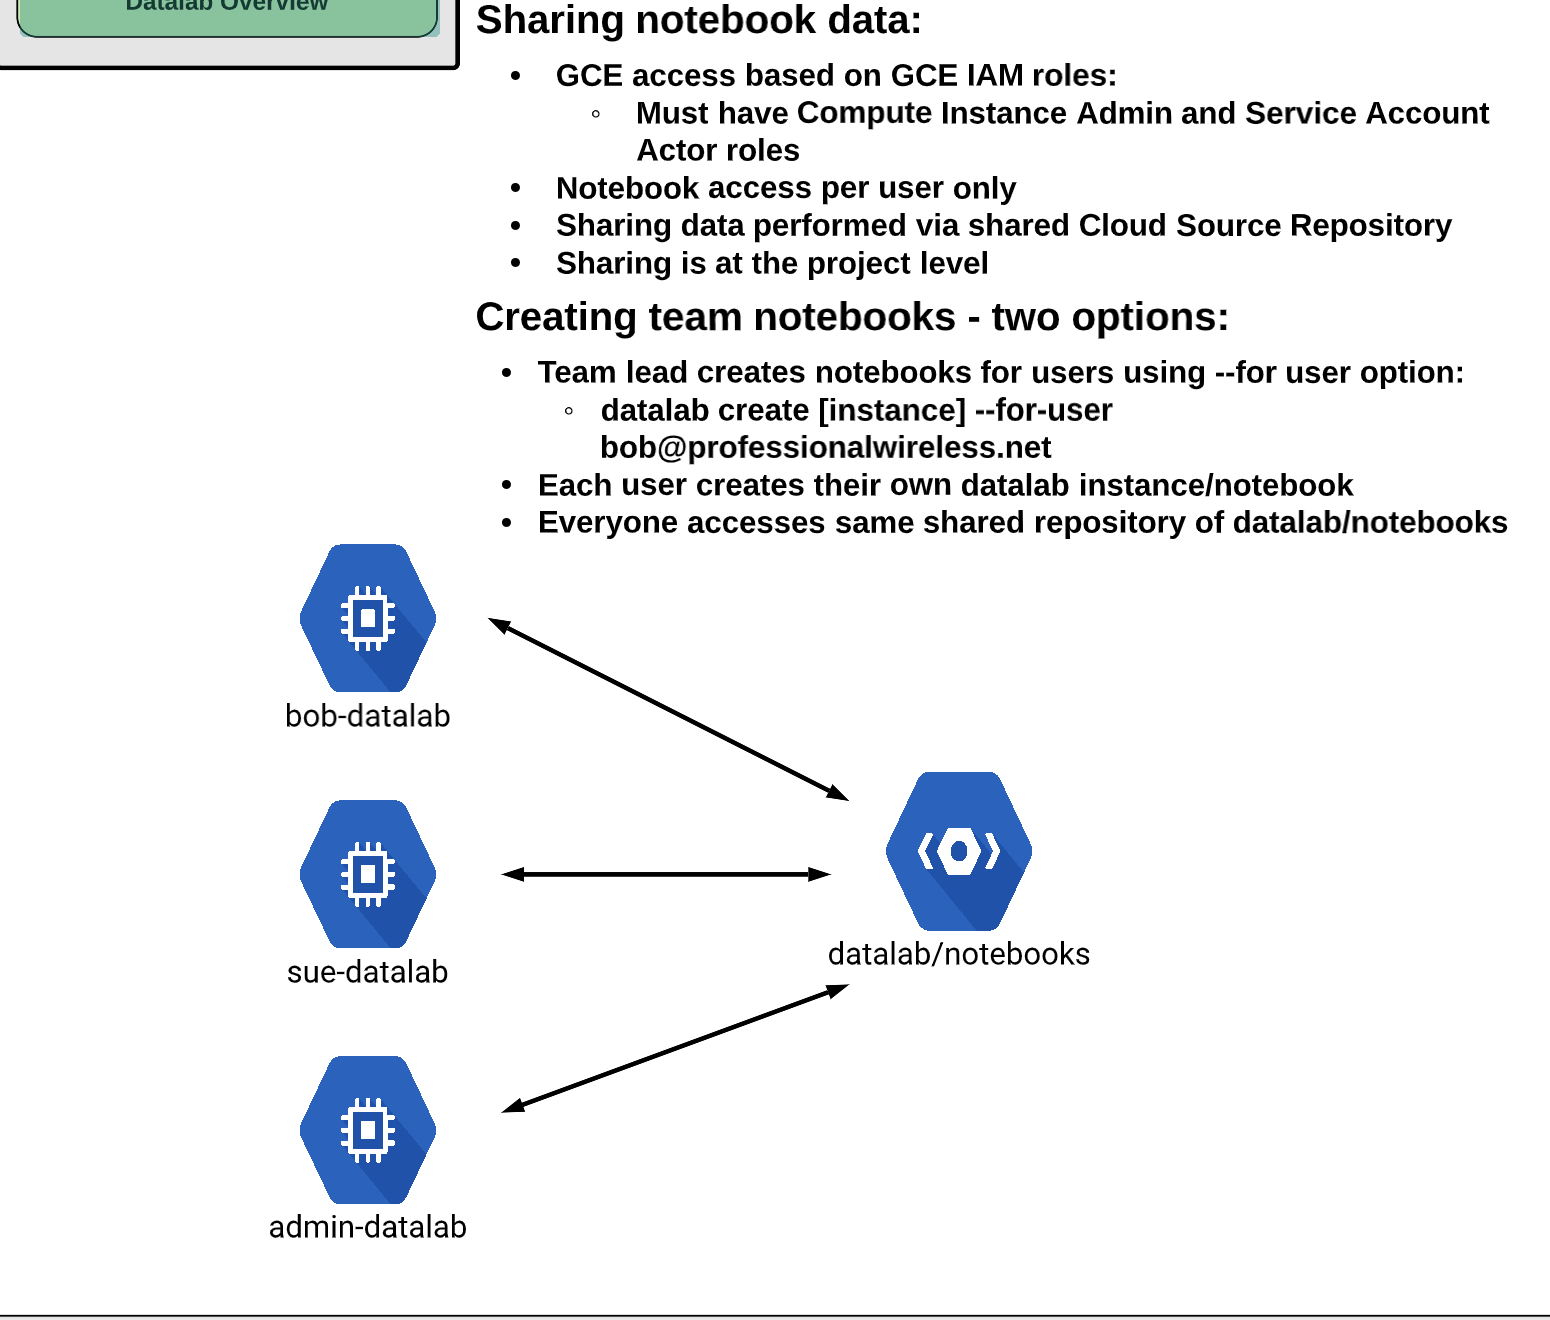 Datalab Overview
Sharing notebook data:
• GCE access based on GCE IAM roles:
◦ Must have Compute Instance Admin and Service Account
Actor roles
• Notebook access per user only
• Sharing data performed via shared Cloud Source Repository
• Sharing is at the project level
Creating team notebooks - two options:
• Team lead creates notebooks for users using --for user option:
◦ datalab create [instance] --for-user
bob@professionalwireless.net
• Each user creates their own datalab instance/notebook
• Everyone accesses same shared repository of datalab/notebooks
bob-datalab
sue-datalab
datalab/notebooks
admin-datalab